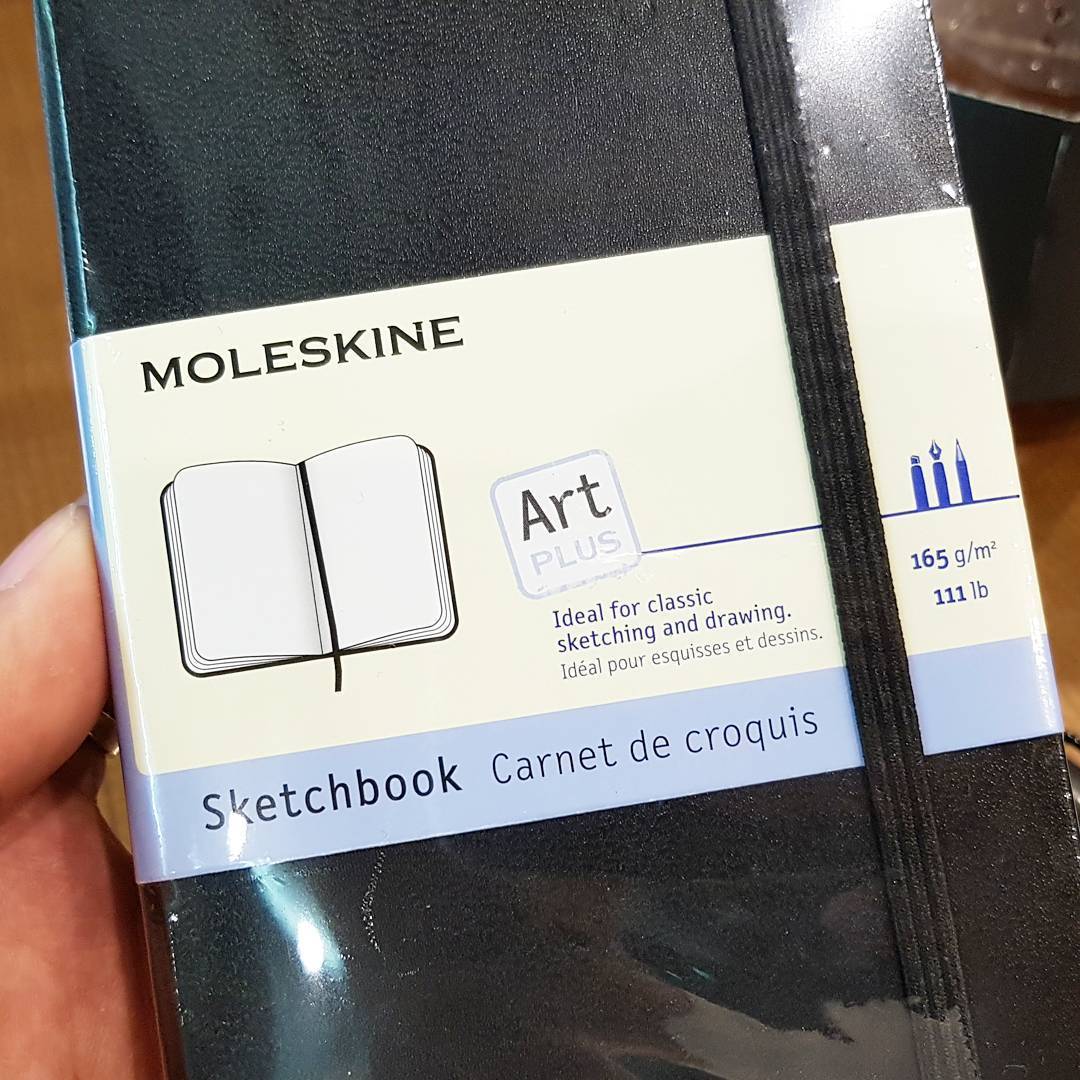 MOLESKINE
Art
PLUS
Ideal for classic
sketching and drawing.
Idéal pour esquisses et dessins.
165 g/m²
111 lb
Sketchbook Carnet de croquis